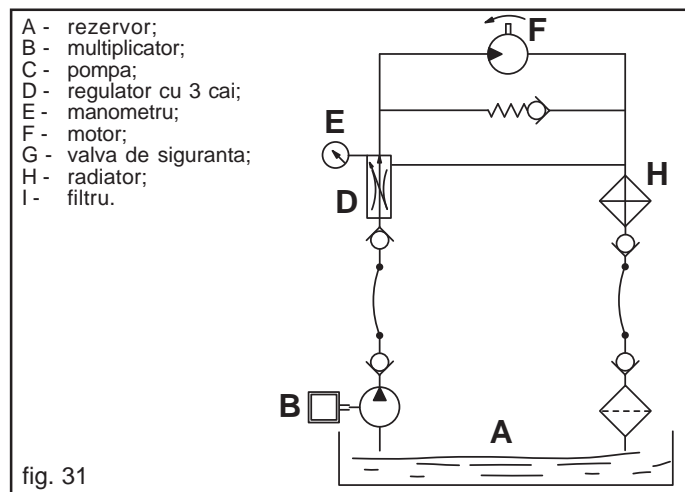 A - rezervor;
B - multiplicator;
C - pompa;
D - regulator cu 3 cai;
E - manometru;
F - motor;
G - valva de siguranta;
H - radiator;
I - filtru.
F
E
D
H
B
A
fig. 31